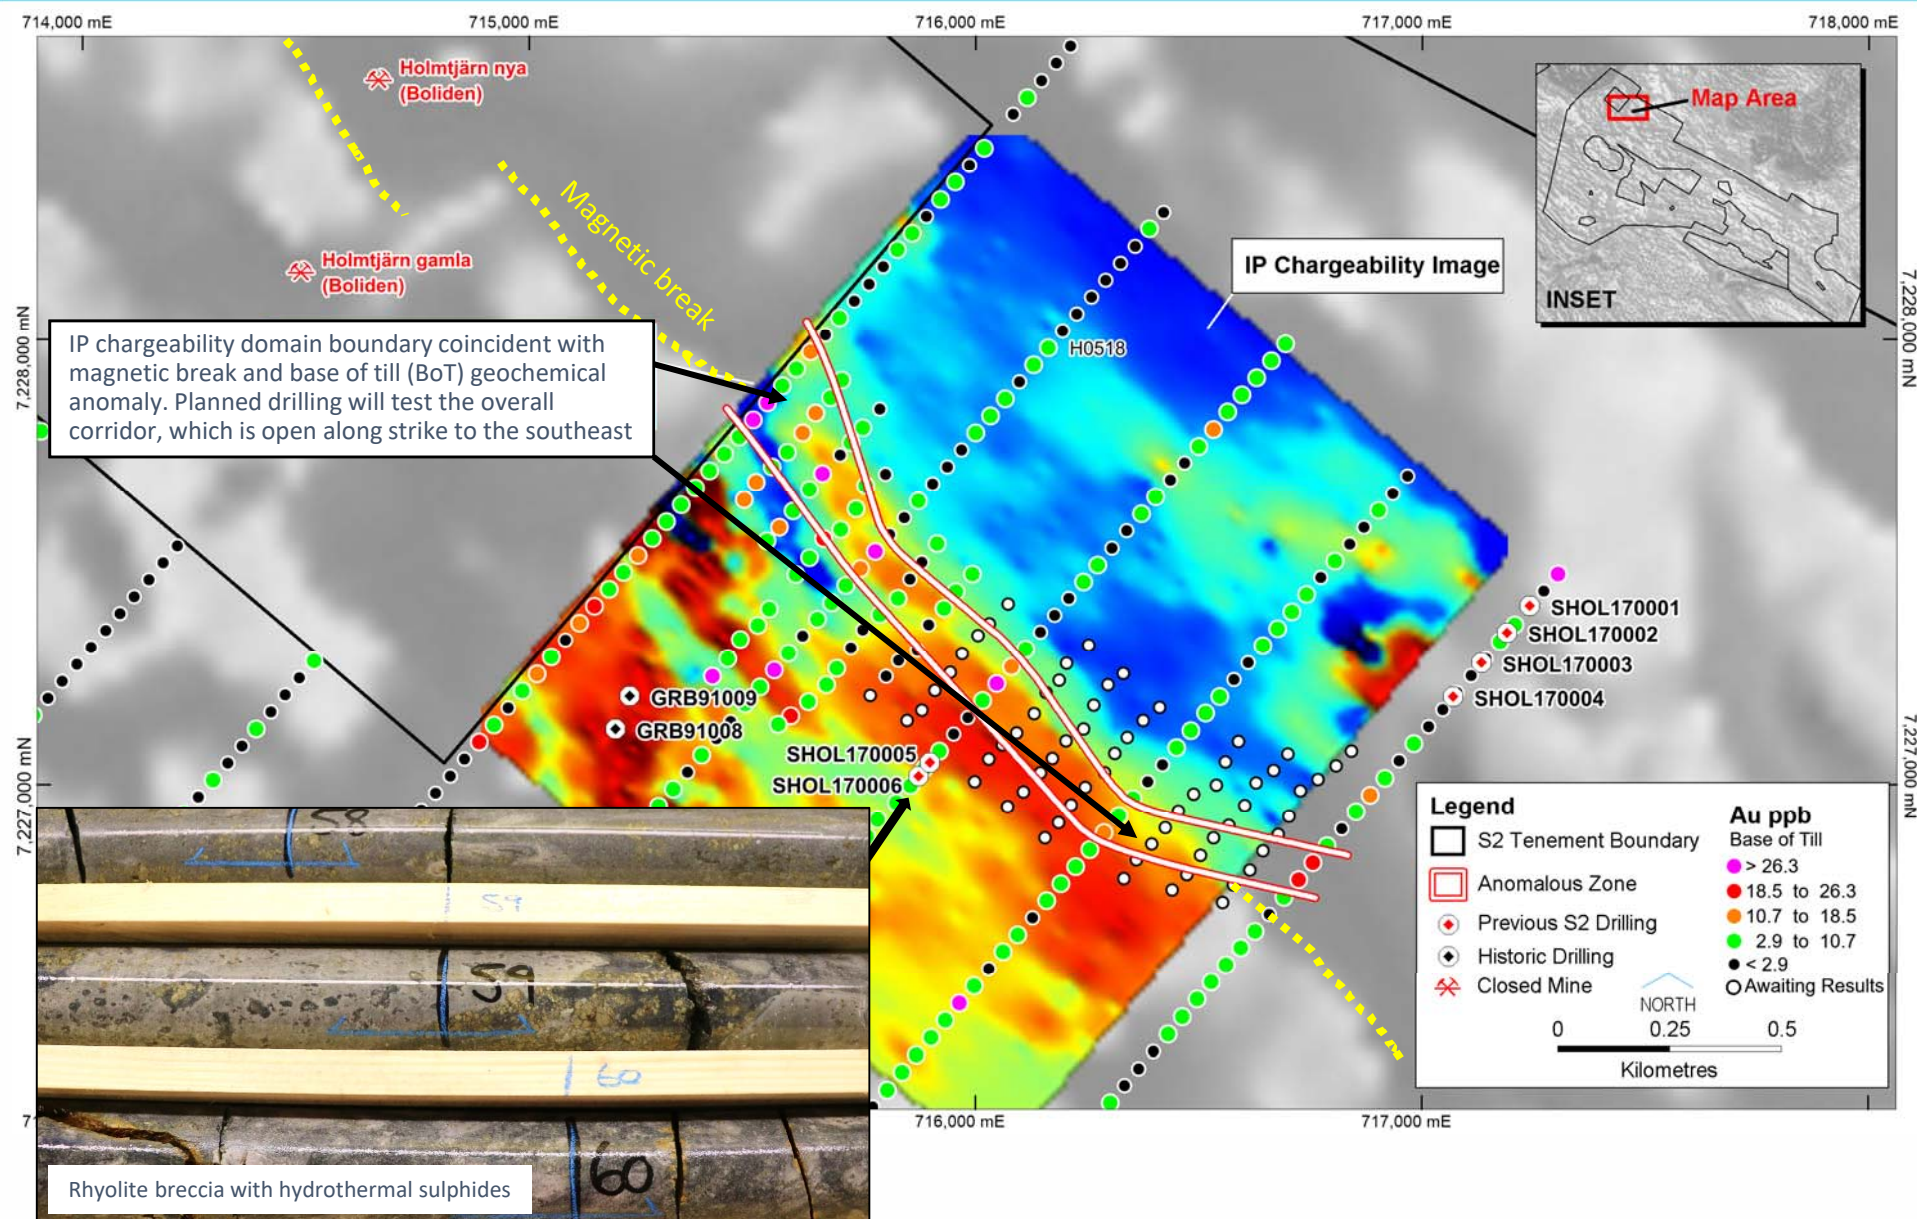 714,000 mE
715,000 mE
716,000 mE
717,000 mE
718,000 mE
Holmtjärn nya
(Boliden)
Map Area
INSET
Magnetic break
Holmtjärn gamla
(Boliden)
IP Chargeability Image
7,228,000 mN
7,228,000 mN
IP chargeability domain boundary coincident with
magnetic break and base of till (BoT) geochemical
anomaly. Planned drilling will test the overall
corridor, which is open along strike to the southeast
H0518
SHOL170001
SHOL170002
SHOL170003
SHOL170004
GRB91009
GRB91008
SHOL170005
SHOL170006
7,227,000 mN
7,227,000 mN
Legend
S2 Tenement Boundary
Anomalous Zone
Previous S2 Drilling
Historic Drilling
Closed Mine
Au ppb
Base of Till
> 26.3
18.5 to 26.3
10.7 to 18.5
2.9 to 10.7
< 2.9
Awaiting Results
NORTH
0 0.25 0.5
Kilometres
58
59
59
60
60
Rhyolite breccia with hydrothermal sulphides
716,000 mE
717,000 mE